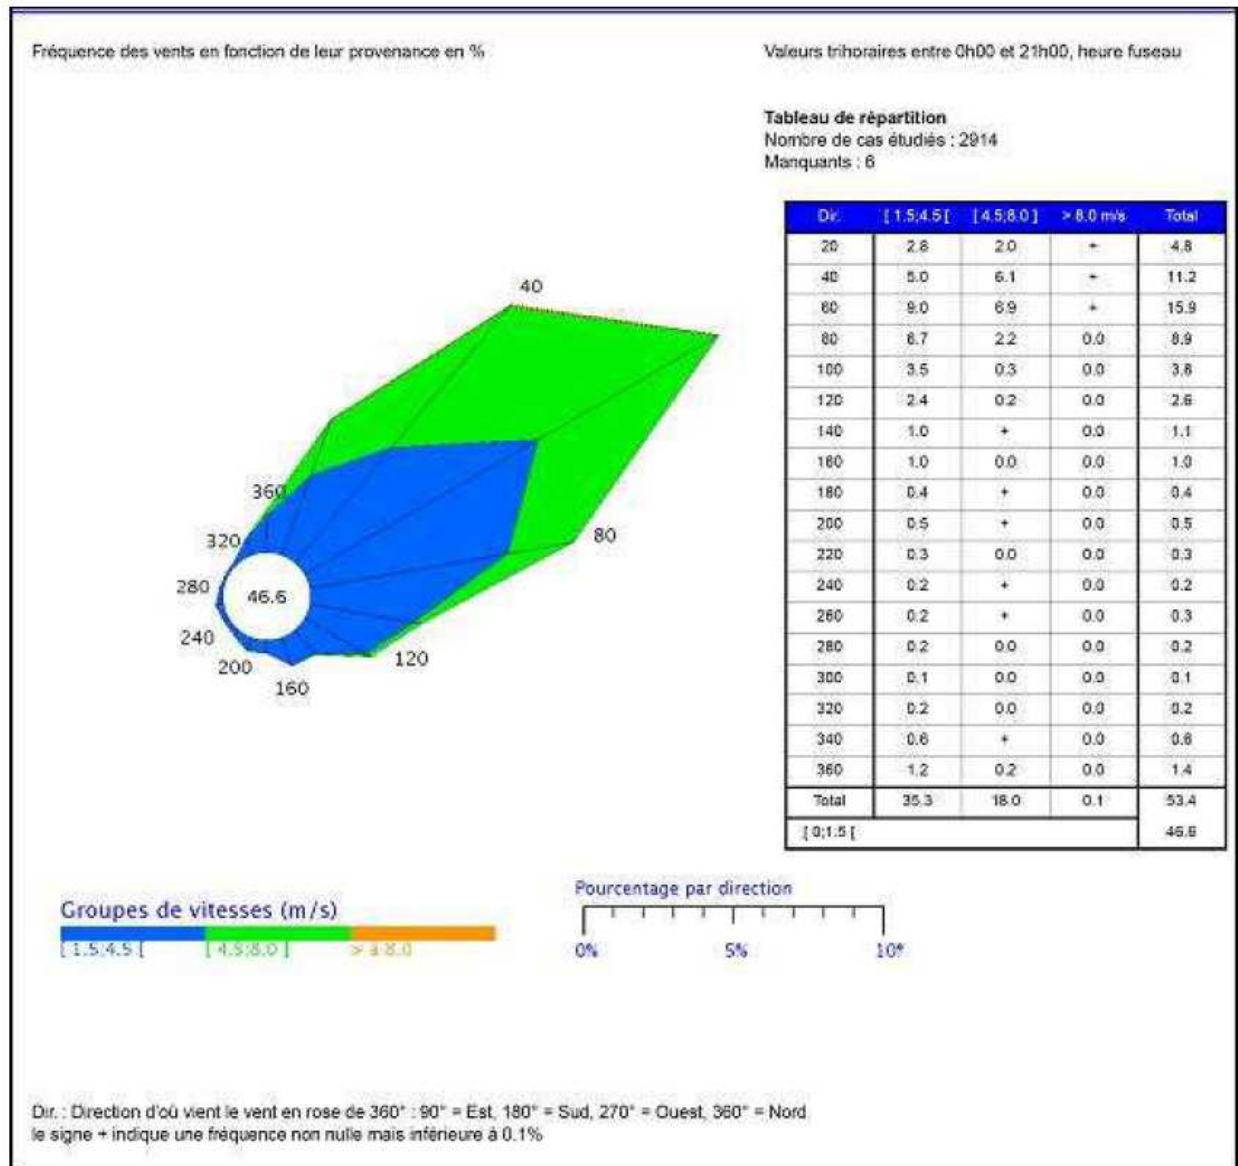 Fréquence des vents en fonction de leur provenance en %
Valeurs trihoraires entre 0h00 et 21h00, heure fuseau
Tableau de répartition
Nombre de cas étudiés : 2914
Manquants : 6
Dir. [ 1.5;4.5 [ [ 4.5;8.0 ] > 8.0 m/s Total
20 2.8 2.0 + 4.8
40 5.0 6.1 + 11.2
60 9.0 6.9 + 15.9
80 6.7 2.2 0.0 8.9
100 3.5 0.3 0.0 3.8
120 2.4 0.2 0.0 2.6
140 1.0 + 0.0 1.1
160 1.0 0.0 0.0 1.0
180 0.4 + 0.0 0.4
200 0.5 + 0.0 0.5
220 0.3 0.0 0.0 0.3
240 0.2 + 0.0 0.2
260 0.2 + 0.0 0.3
280 0.2 0.0 0.0 0.2
300 0.1 0.0 0.0 0.1
320 0.2 0.0 0.0 0.2
340 0.6 + 0.0 0.6
360 1.2 0.2 0.0 1.4
Total 35.3 18.0 0.1 53.4
[ 0;1.5 [ 46.6
40
360
320
80
280
46.6
240
200
120
160
Groupes de vitesses (m/s)
[ 1.5;4.5 [ [ 4.5;8.0 ] > à 8.0
Pourcentage par direction
0% 5% 10%
Dir. : Direction d'où vient le vent en rose de 360° : 90° = Est, 180° = Sud, 270° = Ouest, 360° = Nord
le signe + indique une fréquence non nulle mais inférieure à 0.1%